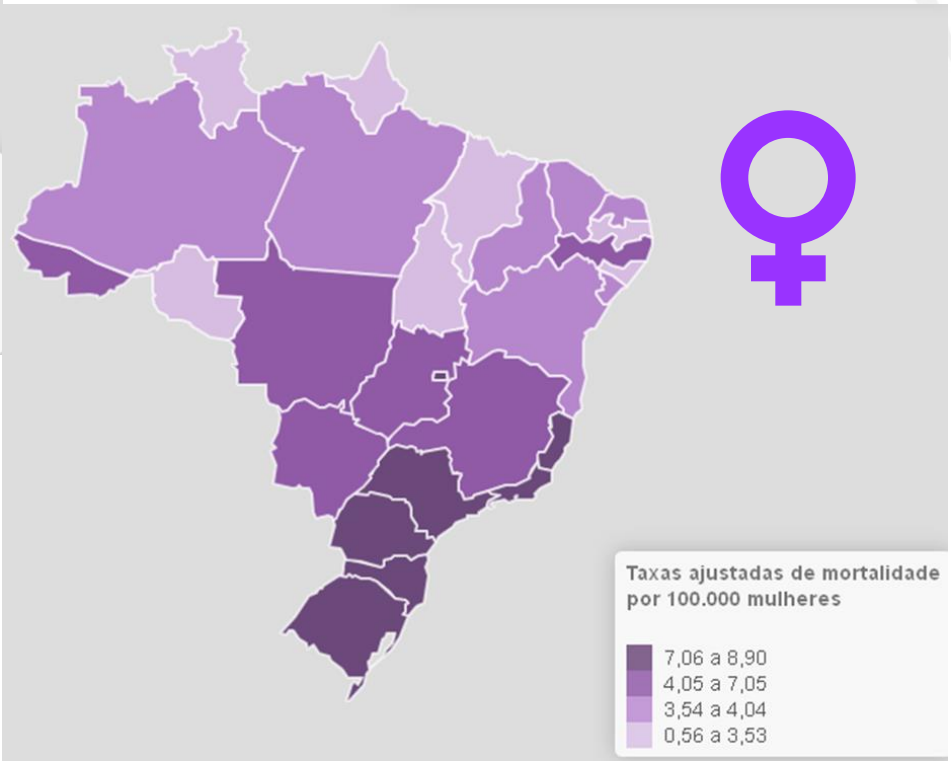 Taxas ajustadas de mortalidade
por 100.000 mulheres
7,06 a 8,90
4,05 a 7,05
3,54 a 4,04
0,56 a 3,53